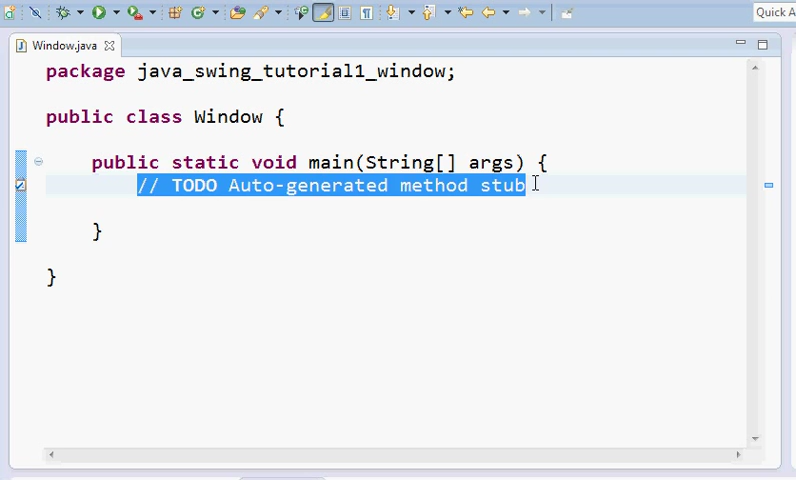 Quick A
Window.java
package java_swing_tutorial1_window;
public class Window {
public static void main(String[] args) {
// TODO Auto-generated method stub
}
}